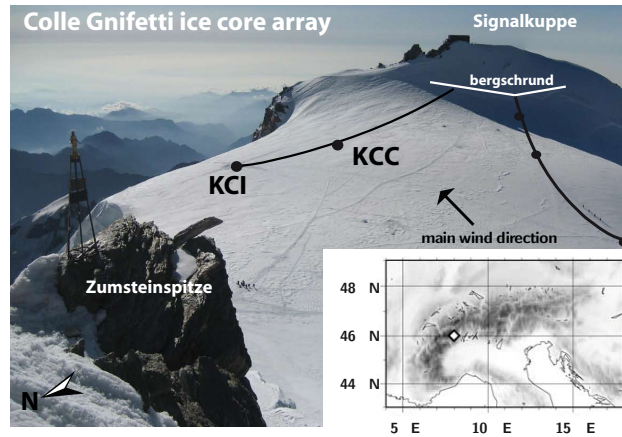 Colle Gnifetti ice core array
Signalkuppe
bergschrund
KCC
KCI
main wind direction
Zumsteinspitze
N
48 N
46 N
44 N
5 E 10 E 15 E